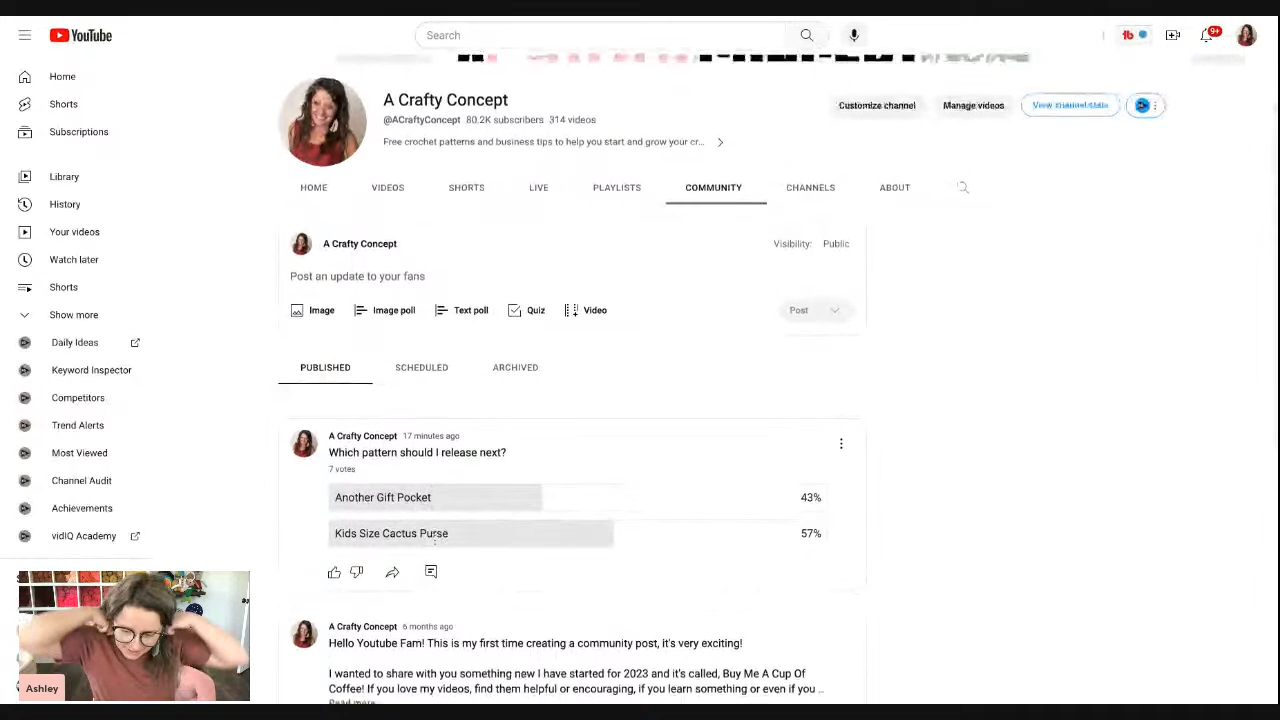 YouTube
Search
9+
Home
Shorts
Subscriptions
Library
History
Your videos
Watch later
Shorts
Show more
Daily Ideas
Keyword Inspector
Competitors
Trend Alerts
Most Viewed
Channel Audit
Achievements
vidIQ Academy
Ashley
A Crafty Concept
@ACraftyConcept 80.2K subscribers 314 videos
Free crochet patterns and business tips to help you start and grow your cr...
Customize channel
Manage videos
View channel stats
HOME VIDEOS SHORTS LIVE PLAYLISTS COMMUNITY CHANNELS ABOUT
A Crafty Concept
Visibility: Public
Post an update to your fans
Image Image poll Text poll Quiz Video
Post
PUBLISHED SCHEDULED ARCHIVED
A Crafty Concept 17 minutes ago
Which pattern should I release next?
7 votes
Another Gift Pocket 43%
Kids Size Cactus Purse 57%
A Crafty Concept 6 months ago
Hello Youtube Fam! This is my first time creating a community post, it's very exciting!
I wanted to share with you something new I have started for 2023 and it's called, Buy Me A Cup Of
Coffee! If you love my videos, find them helpful or encouraging, if you learn something or even if you ...
Read more